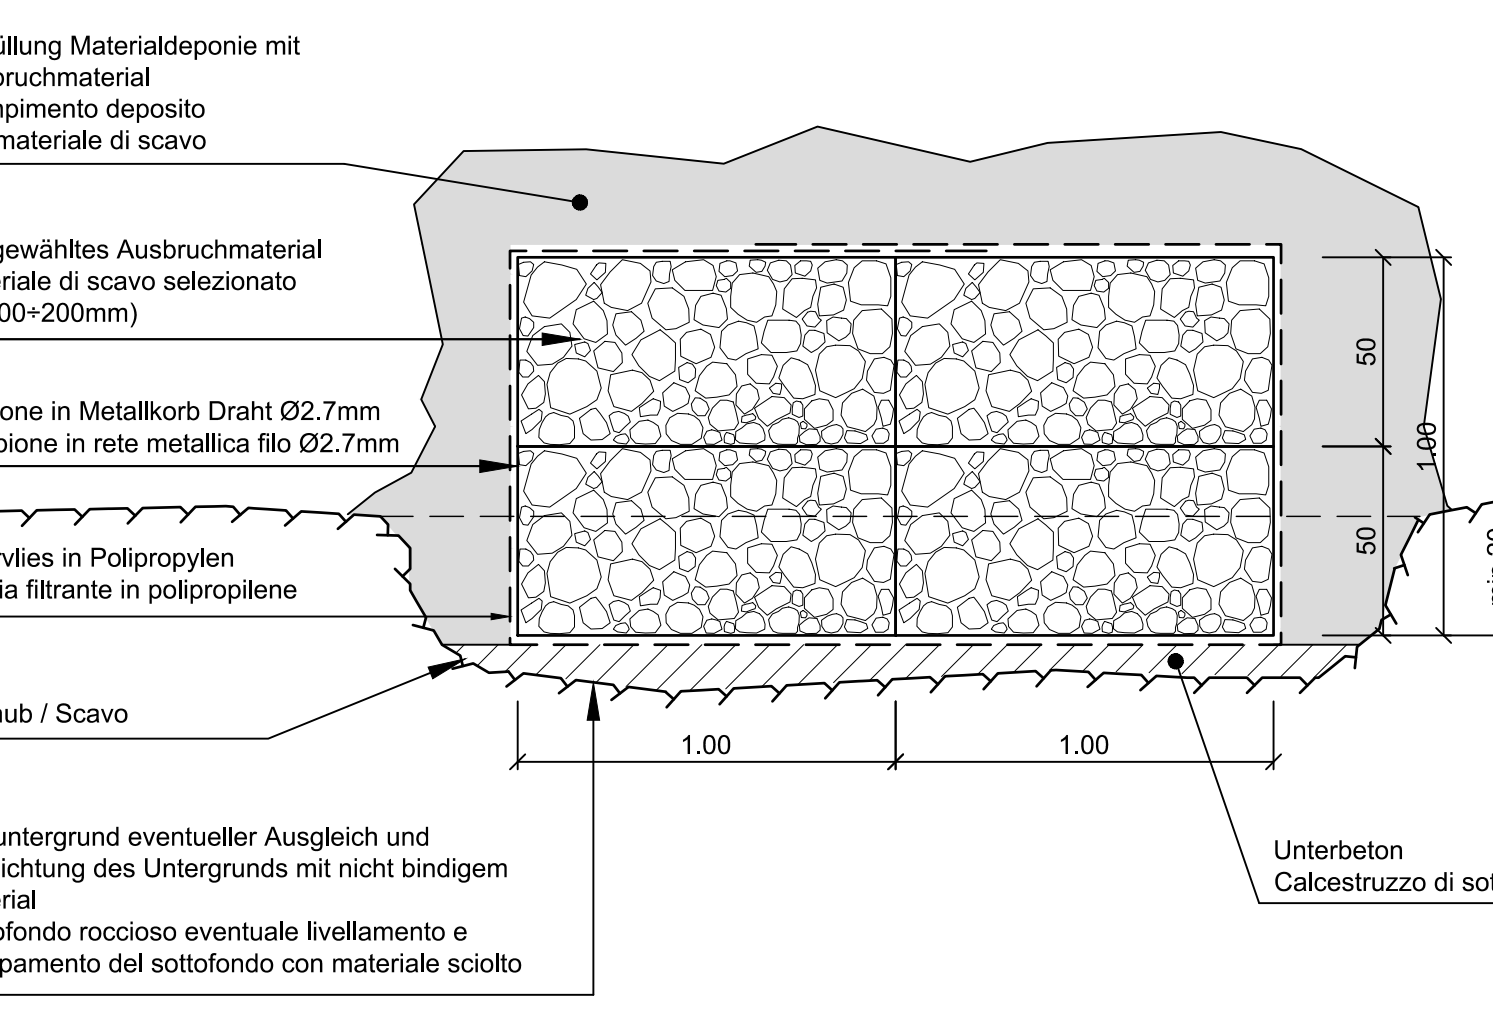 üllung Materialdeponie mit
bruchmaterial
mpimento deposito
materiale di scavo
gewähltes Ausbruchmaterial
eriale di scavo selezionato
00÷200mm)
one in Metallkorb Draht Ø2.7mm
bione in rete metallica filo Ø2.7mm
rvlies in Polipropylen
ia filtrante in polipropilene
hub / Scavo
untergrund eventueller Ausgleich und
ichtung des Untergrunds mit nicht bindigem
erial
ofondo roccioso eventuale livellamento e
pamento del sottofondo con materiale sciolto
50
1.00
50
1.00
1.00
Unterbeton
Calcestruzzo di sot